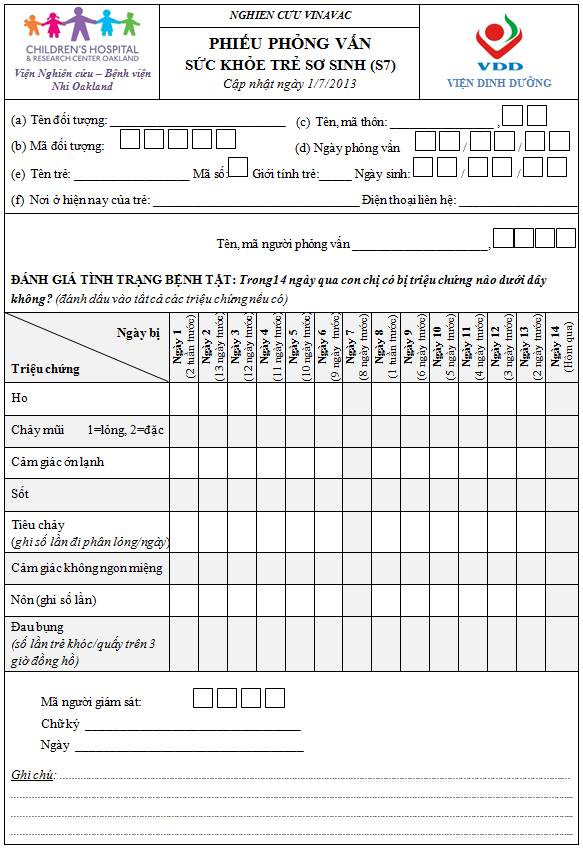 CHILDREN'S HOSPITAL
& RESEARCH CENTER OAKLAND
Viện Nghiên cứu – Bệnh viện
Nhi Oakland
NGHIEN CỨU VINAVAC
PHIẾU PHỎNG VẤN
SỨC KHỎE TRẺ SƠ SINH (S7)
Cập nhật ngày 1/7/2013
VDD
VIỆN DINH DƯỠNG
(a) Tên đối tượng: ____________ (c) Tên, mã thôn: ____________ ,
(b) Mã đối tượng: (d) Ngày phỏng vấn / /
(e) Tên trẻ: ____________ Mã số: Giới tính trẻ:_____ Ngày sinh: / /
(f) Nơi ở hiện nay của trẻ: ____________ Điện thoại liên hệ: ____________
Tên, mã người phỏng vấn ____________,
ĐÁNH GIÁ TÌNH TRẠNG BỆNH TẬT: Trong14 ngày qua con chị có bị triệu chứng nào dưới đây
không? (đánh dấu vào tất cả các triệu chứng nếu có)
Ngày bị
Triệu chứng
Ngày 1
(2 tuần trước)
Ngày 2
(13 ngày trước)
Ngày 3
(12 ngày trước)
Ngày 4
(11 ngày trước)
Ngày 5
(10 ngày trước)
Ngày 6
(9 ngày trước)
Ngày 7
(8 ngày trước)
Ngày 8
(1 tuần trước)
Ngày 9
(6 ngày trước)
Ngày 10
(5 ngày trước)
Ngày 11
(4 ngày trước)
Ngày 12
(3 ngày trước)
Ngày 13
(2 ngày trước)
Ngày 14
(Hôm qua)
Ho
Chảy mũi 1=lỏng, 2=đặc
Cảm giác ớn lạnh
Sốt
Tiêu chảy
(ghi số lần đi phân lỏng/ngày)
Cảm giác không ngon miệng
Nôn (ghi số lần)
Đau bụng
(số lần trẻ khóc/quấy trên 3
giờ đồng hồ)
Mã người giám sát:
Chữ ký ____________
Ngày ____________
Ghi chú: ............